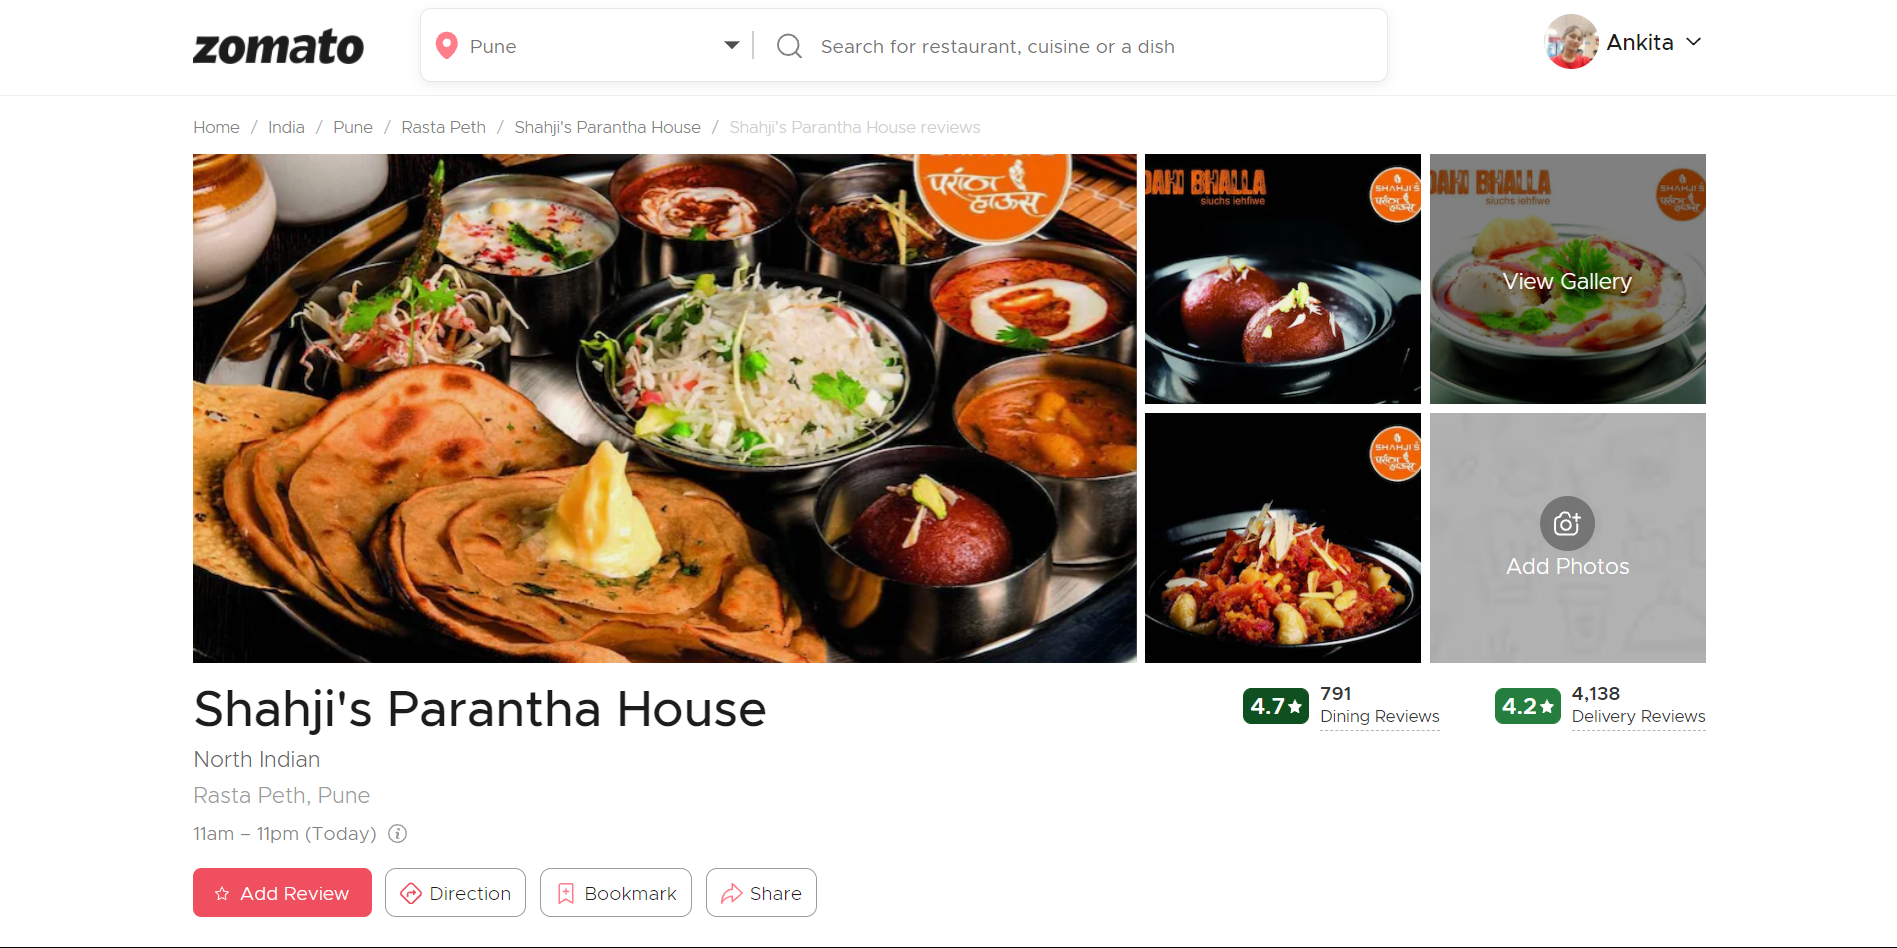 zomato
Pune
Search for restaurant, cuisine or a dish
Ankita
Home / India / Pune / Rasta Peth / Shahji's Parantha House / Shahji's Parantha House reviews
परांठा
हाऊस
DAHI BHALLA
siuchs iehfiwe
SHAHJI'S
परांठा
हाऊस
DAHI BHALLA
siuchs iehfiwe
SHAHJI'S
परांठा
हाऊस
View Gallery
SHAHJI'S
परांठा
हाऊस
Add Photos
Shahji's Parantha House
4.7★
791
Dining Reviews
4.2★
4,138
Delivery Reviews
North Indian
Rasta Peth, Pune
11am – 11pm (Today)
Add Review
Direction
Bookmark
Share